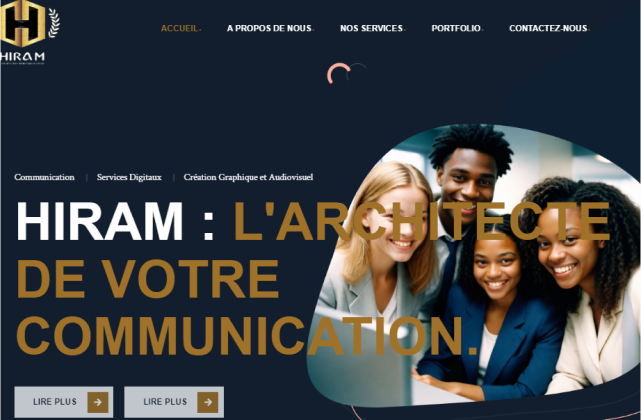 HIRAM
ACCUEIL
A PROPOS DE NOUS
NOS SERVICES
PORTFOLIO
CONTACTEZ-NOUS
Communication | Services Digitaux | Création Graphique et Audiovisuel
HIRAM : L'ARCHITECTE
DE VOTRE
COMMUNICATION.
LIRE PLUS
LIRE PLUS